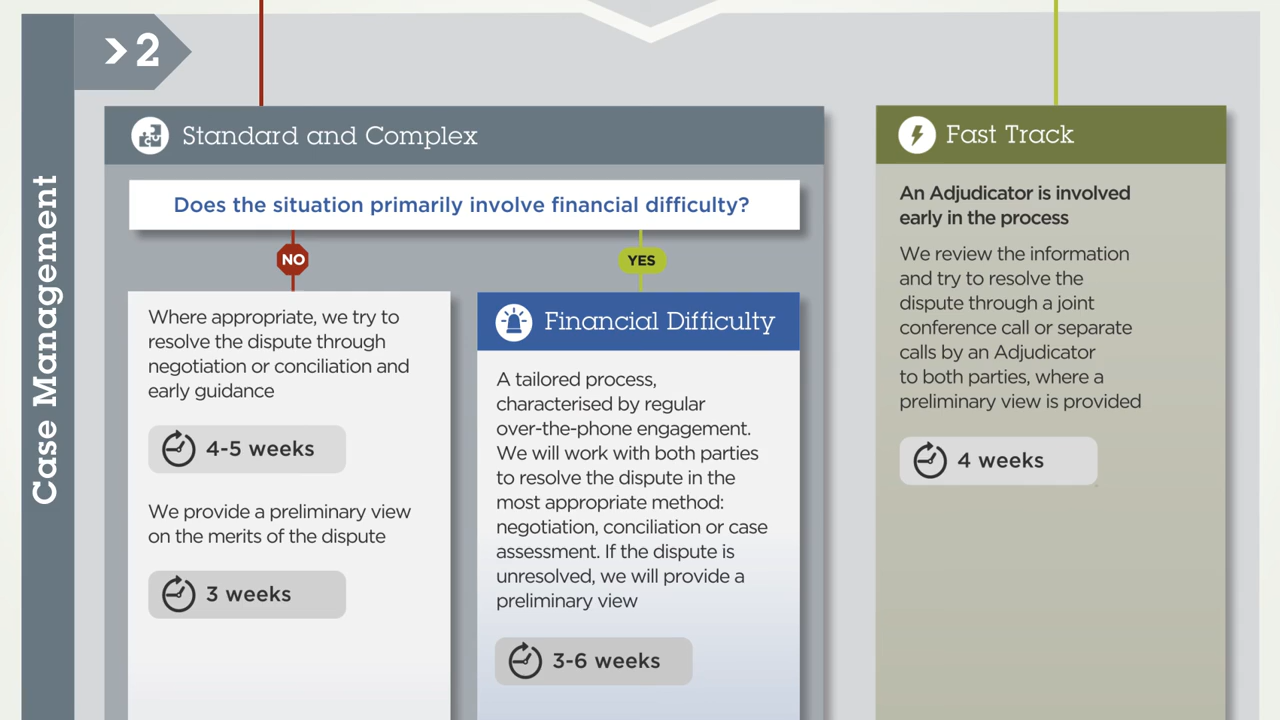 > 2
Case Management
Standard and Complex
Does the situation primarily involve financial difficulty?
NO
YES
Where appropriate, we try to
resolve the dispute through
negotiation or conciliation and
early guidance
4-5 weeks
We provide a preliminary view
on the merits of the dispute
3 weeks
Financial Difficulty
A tailored process,
characterised by regular
over-the-phone engagement.
We will work with both parties
to resolve the dispute in the
most appropriate method:
negotiation, conciliation or case
assessment. If the dispute is
unresolved, we will provide a
preliminary view
3-6 weeks
Fast Track
An Adjudicator is involved
early in the process
We review the information
and try to resolve the
dispute through a joint
conference call or separate
calls by an Adjudicator
to both parties, where a
preliminary view is provided
4 weeks